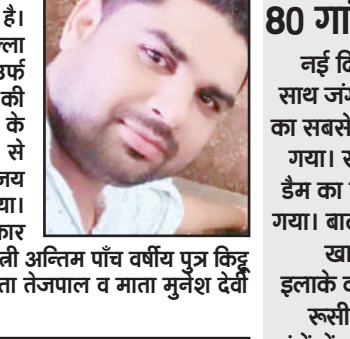 है।
ल्ला
उर्फ
की
के
से
जय
या।
कार
त्री अन्तिम पाँच वर्षीय पुत्र किट्टू
ता तेजपाल व माता मुनेश देवी
80 गां
नई दि
साथ जंग
का सबसे
गया।
डैम का
गया। बात
खा
इलाके व
रूसी